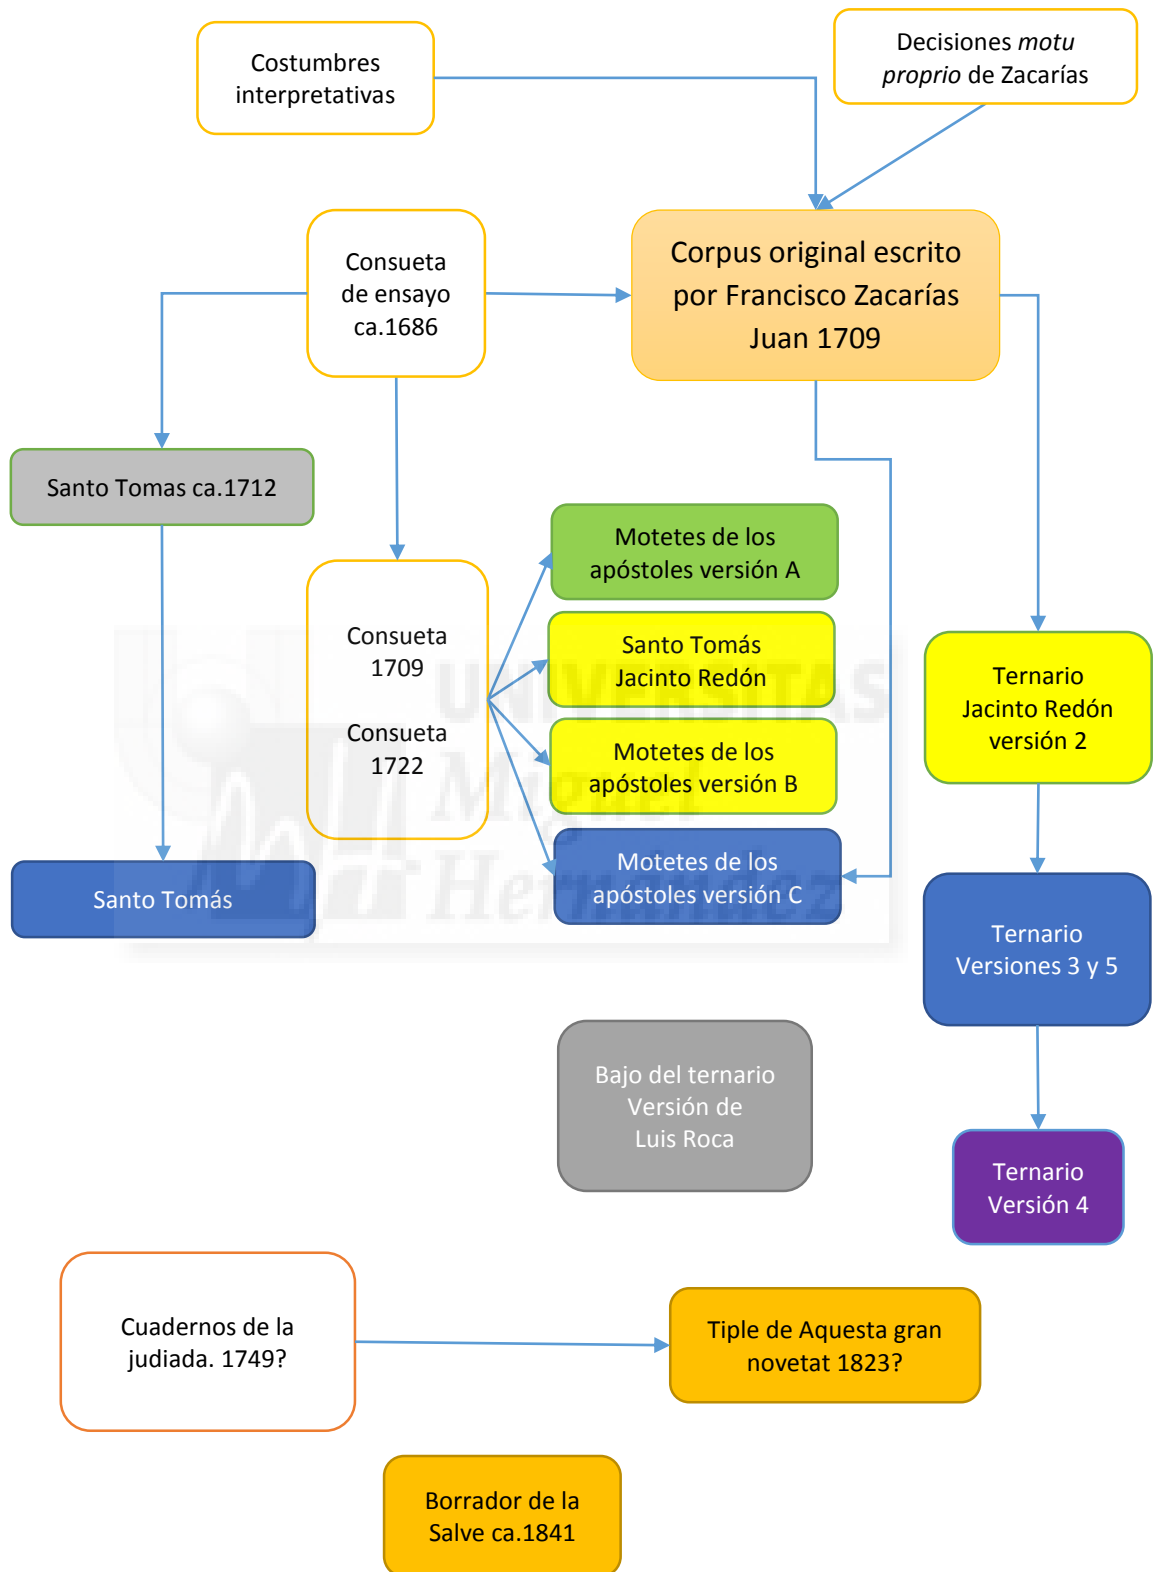 Costumbres
interpretativas
Decisiones motu
proprio de Zacarías
Consueta
de ensayo
ca.1686
Corpus original escrito
por Francisco Zacarías
Juan 1709
Santo Tomas ca.1712
Consueta
1709
Consueta
1722
Motetes de los
apóstoles versión A
Santo Tomás
Jacinto Redón
Motetes de los
apóstoles versión B
Motetes de los
apóstoles versión C
Ternario
Jacinto Redón
versión 2
Santo Tomás
Ternario
Versiones 3 y 5
Bajo del ternario
Versión de
Luis Roca
Ternario
Versión 4
Cuadernos de la
judiada. 1749?
Tiple de Aquesta gran
novetat 1823?
Borrador de la
Salve ca.1841
UNIVERSITAS
Miguel
Hernández